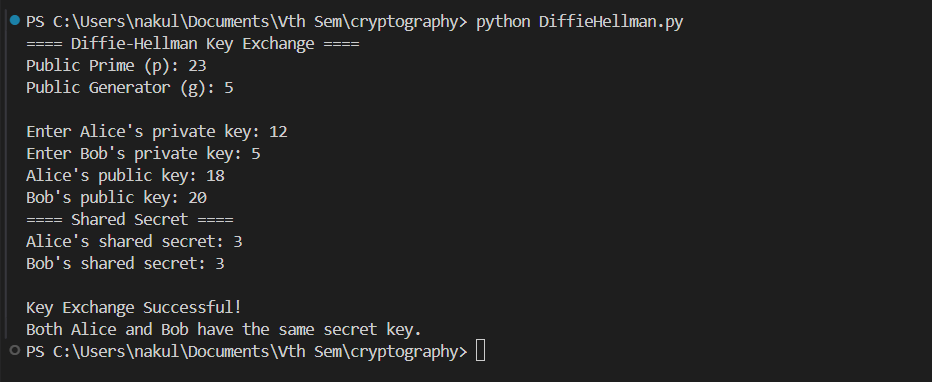 PS C:\Users\nakul\Documents\Vth Sem\cryptography> python DiffieHellman.py
==== Diffie-Hellman Key Exchange ====
Public Prime (p): 23
Public Generator (g): 5
Enter Alice's private key: 12
Enter Bob's private key: 5
Alice's public key: 18
Bob's public key: 20
==== Shared Secret ====
Alice's shared secret: 3
Bob's shared secret: 3
Key Exchange Successful!
Both Alice and Bob have the same secret key.
PS C:\Users\nakul\Documents\Vth Sem\cryptography>